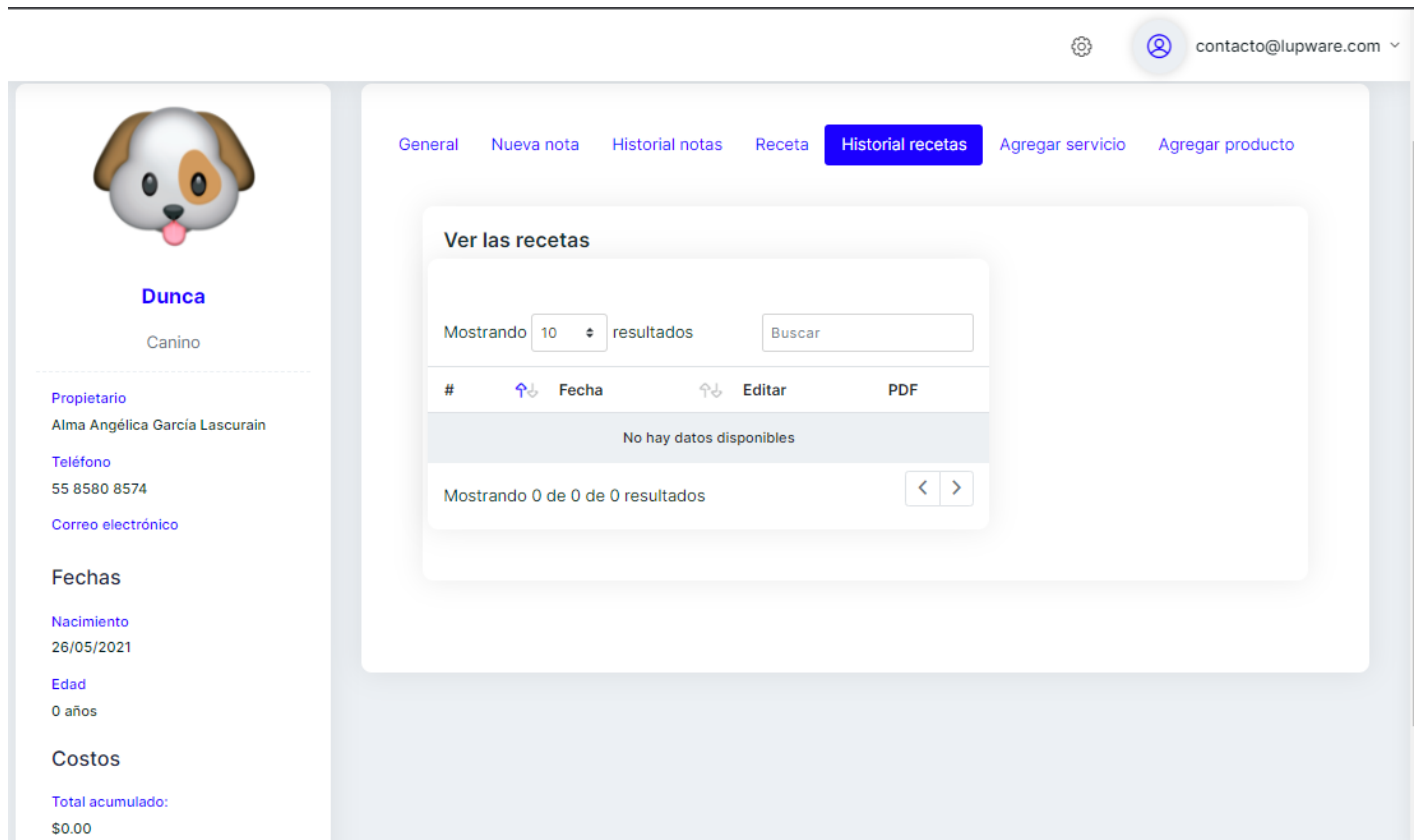 contacto@lupware.com
Dunca
Canino
Propietario
Alma Angélica García Lascurain
Teléfono
55 8580 8574
Correo electrónico
Fechas
Nacimiento
26/05/2021
Edad
0 años
Costos
Total acumulado:
$0.00
General Nueva nota Historial notas Receta Historial recetas Agregar servicio Agregar producto
Ver las recetas
Mostrando 10 resultados Buscar
# Fecha Editar PDF
No hay datos disponibles
Mostrando 0 de 0 de 0 resultados